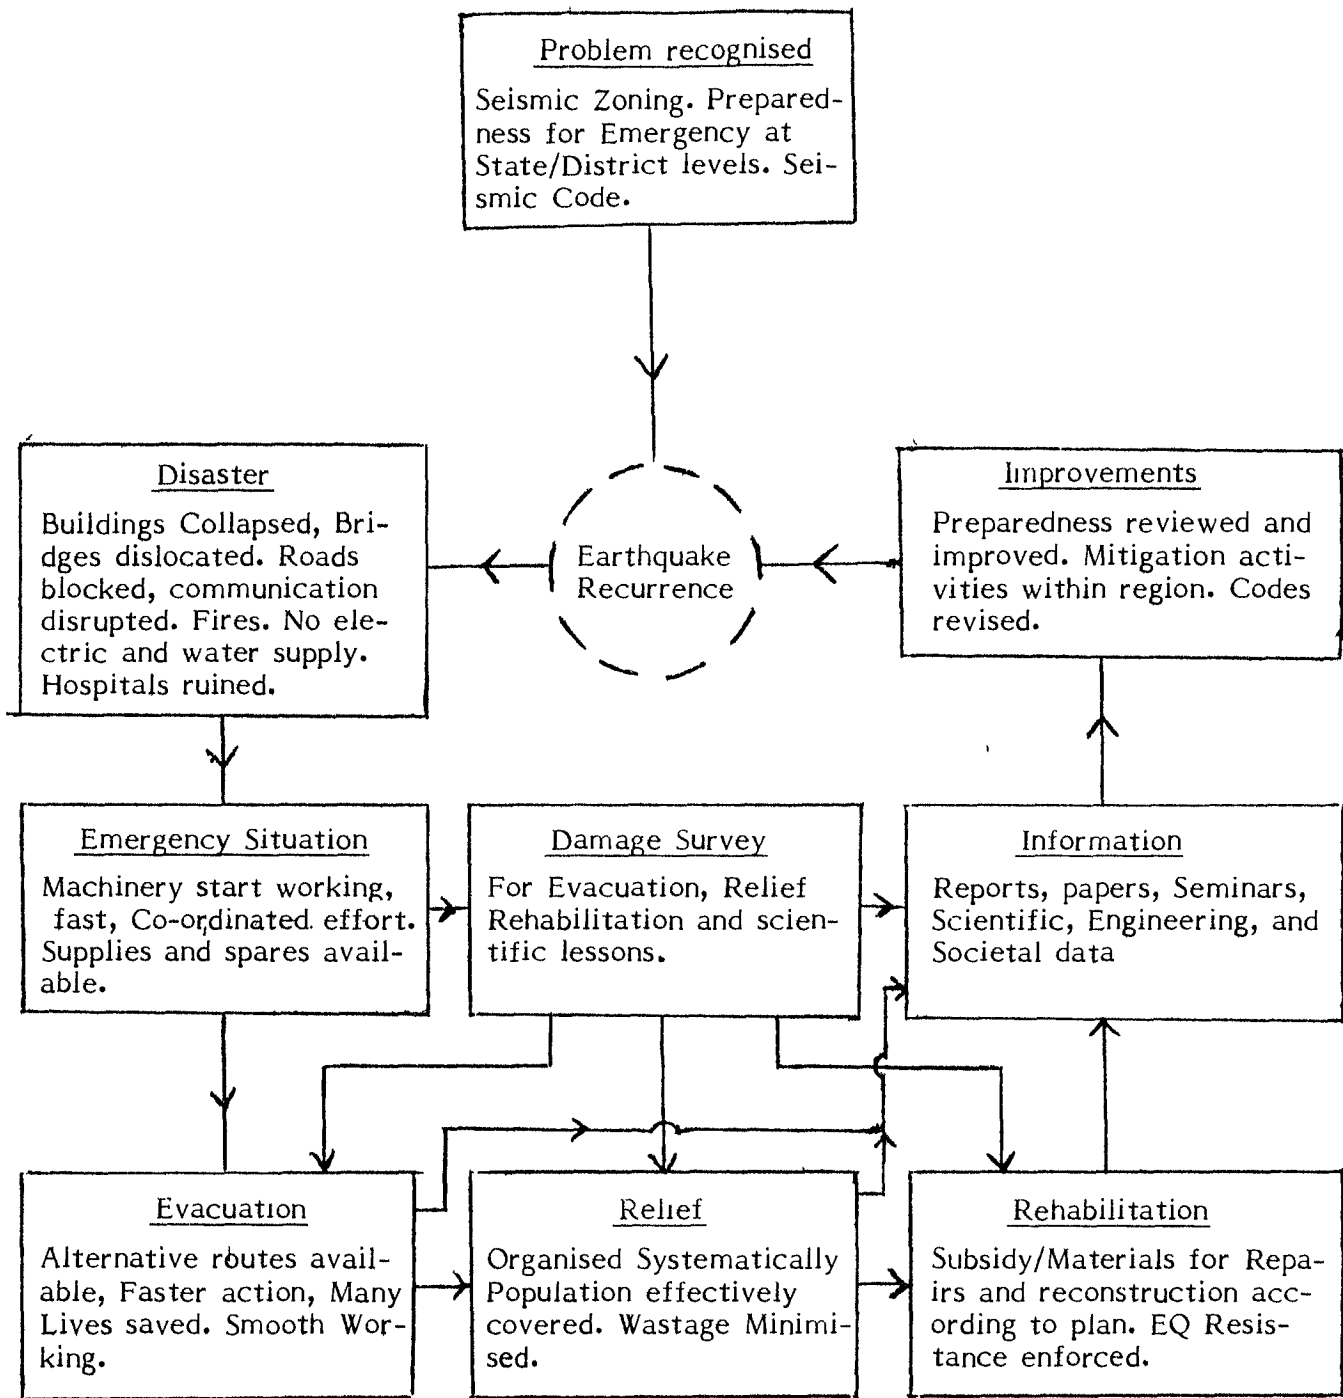 Problem recognised
Seismic Zoning. Prepared-
ness for Emergency at
State/District levels. Sei-
smic Code.
Disaster
Buildings Collapsed, Bri-
dges dislocated. Roads
blocked, communication
disrupted. Fires. No ele-
ctric and water supply.
Hospitals ruined.
Earthquake
Recurrence
Improvements
Preparedness reviewed and
improved. Mitigation acti-
vities within region. Codes
revised.
Emergency Situation
Machinery start working,
fast, Co-ordinated effort.
Supplies and spares avail-
able.
Damage Survey
For Evacuation, Relief
Rehabilitation and scien-
tific lessons.
Information
Reports, papers, Seminars,
Scientific, Engineering, and
Societal data
Evacuation
Alternative routes avail-
able, Faster action, Many
Lives saved. Smooth Wor-
king.
Relief
Organised Systematically
Population effectively
covered. Wastage Minimi-
sed.
Rehabilitation
Subsidy/Materials for Repa-
irs and reconstruction acc-
ording to plan. EQ Resis-
tance enforced.